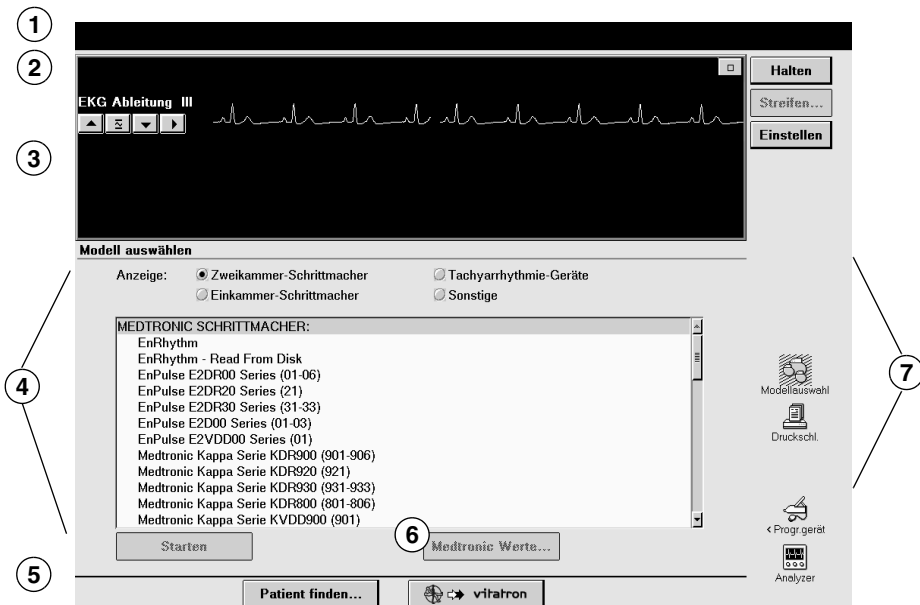 1
2
Halten
EKG Ableitung III
Streifen...
Einstellen
3
Modell auswählen
Anzeige:
Zweikammer-Schrittmacher
Tachyarrhythmie-Geräte
Einkammer-Schrittmacher
Sonstige
MEDTRONIC SCHRITTMACHER:
EnRhythm
EnRhythm - Read From Disk
EnPulse E2DR00 Series (01-06)
EnPulse E2DR20 Series (21)
EnPulse E2DR30 Series (31-33)
EnPulse E2D00 Series (01-03)
EnPulse E2VDD00 Series (01)
Medtronic Kappa Serie KDR900 (901-906)
Medtronic Kappa Serie KDR920 (921)
Medtronic Kappa Serie KDR930 (931-933)
Medtronic Kappa Serie KDR800 (801-806)
Medtronic Kappa Serie KVDD900 (901)
4
7
Modellauswahl
Druckschl.
< Progr.gerät
Analyzer
Starten
6
Medtronic Werte...
5
Patient finden...
vitatron